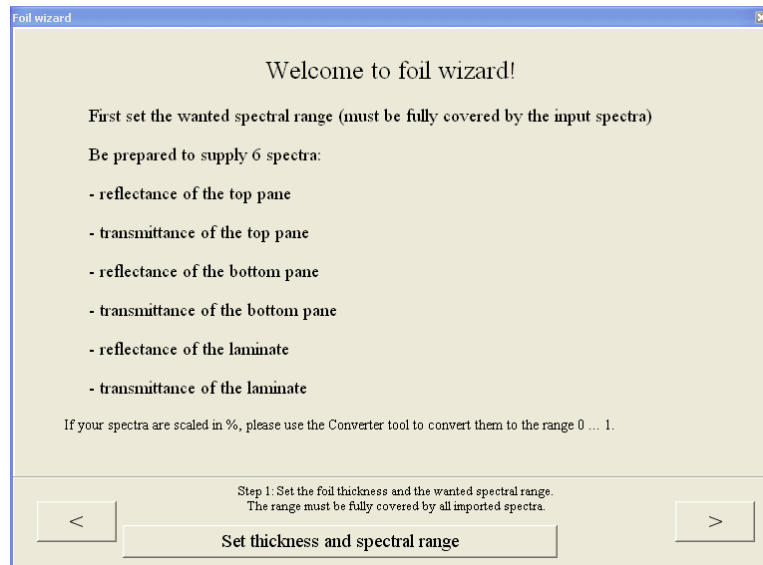 Foil wizard
Welcome to foil wizard!
First set the wanted spectral range (must be fully covered by the input spectra)
Be prepared to supply 6 spectra:
- reflectance of the top pane
- transmittance of the top pane
- reflectance of the bottom pane
- transmittance of the bottom pane
- reflectance of the laminate
- transmittance of the laminate
If your spectra are scaled in %, please use the Converter tool to convert them to the range 0 ... 1.
Step 1: Set the foil thickness and the wanted spectral range.
The range must be fully covered by all imported spectra.
<
>
Set thickness and spectral range